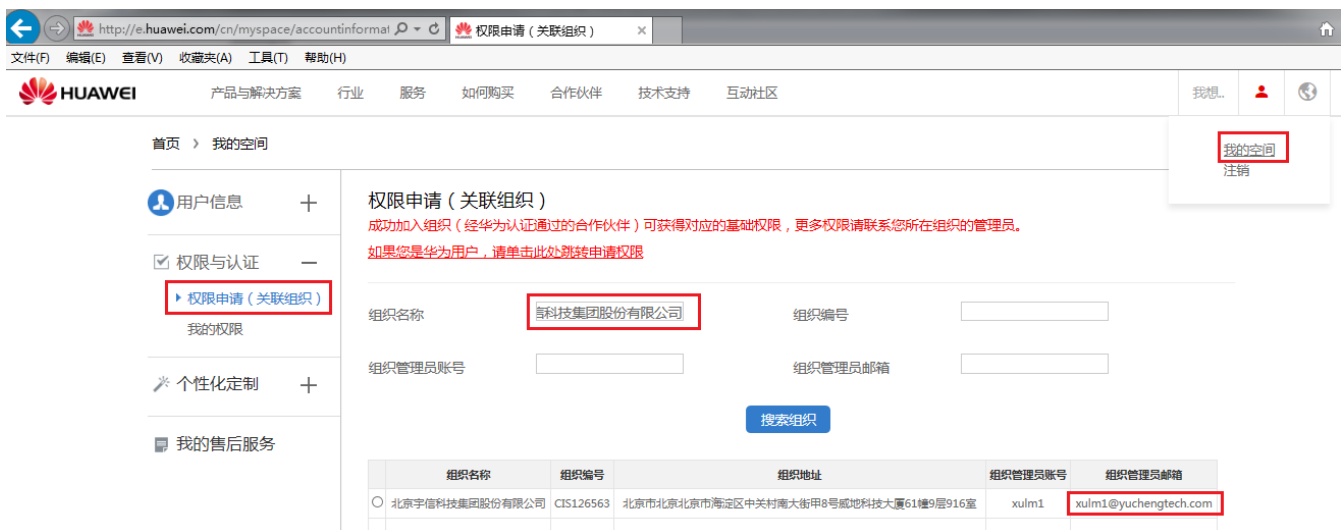 http://e.huawei.com/cn/myspace/accountinformat
权限申请(关联组织) ×
文件(F) 编辑(E) 查看(V) 收藏夹(A) 工具(T) 帮助(H)
HUAWEI 产品与解决方案 行业 服务 如何购买 合作伙伴 技术支持 互动社区 我想..
首页 > 我的空间
我的空间
注销
用户信息
权限与认证
权限申请(关联组织)
我的权限
个性化定制
我的售后服务
权限申请(关联组织)
成功加入组织(经华为认证通过的合作伙伴)可获得对应的基础权限,更多权限请联系您所在组织的管理员。
如果您是华为用户,请单击此处跳转申请权限
组织名称 科技集团股份有限公司 组织编号
组织管理员账号 组织管理员邮箱
搜索组织
组织名称 组织编号 组织地址 组织管理员账号 组织管理员邮箱
北京宇信科技集团股份有限公司 CIS126563 北京市北京北京市海淀区中关村南大街甲8号威地科技大厦61幢9层916室 xulm1 xulm1@yuchengtech.com